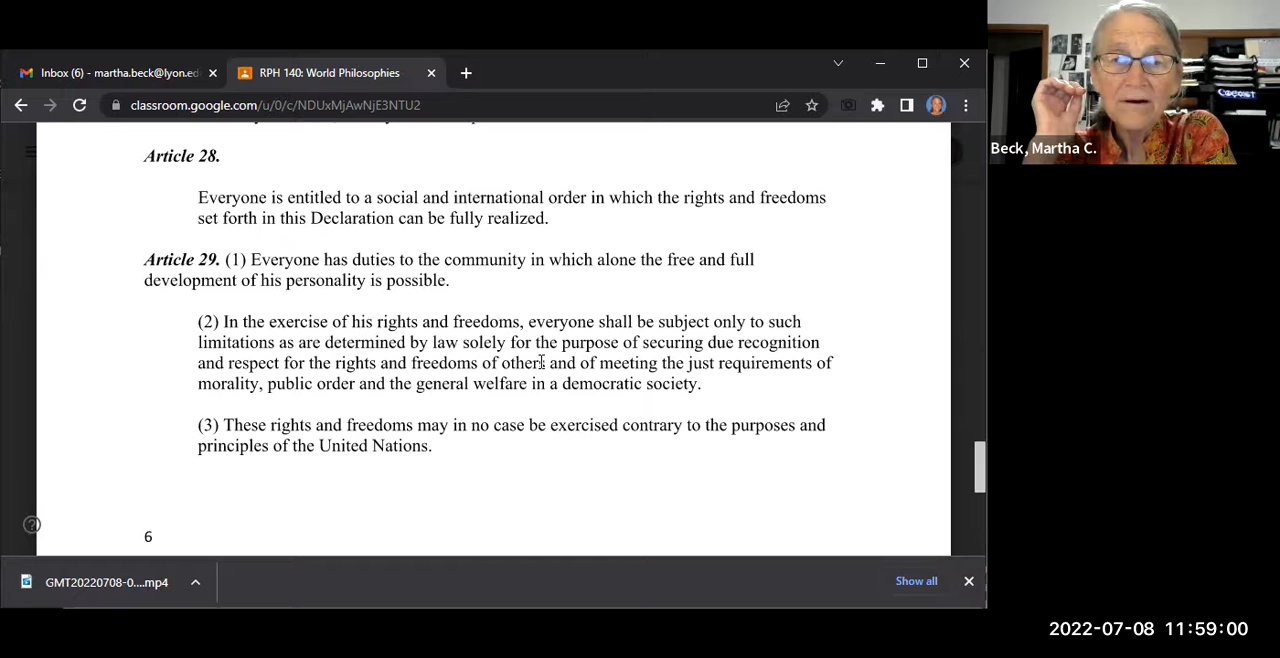 Inbox (6) - martha.beck@lyon.ed
RPH 140: World Philosophies
classroom.google.com/u/0/c/NDUxMjAwNjE3NTU2
Beck, Martha C.
Article 28.
Everyone is entitled to a social and international order in which the rights and freedoms
set forth in this Declaration can be fully realized.
Article 29. (1) Everyone has duties to the community in which alone the free and full
development of his personality is possible.
(2) In the exercise of his rights and freedoms, everyone shall be subject only to such
limitations as are determined by law solely for the purpose of securing due recognition
and respect for the rights and freedoms of others and of meeting the just requirements of
morality, public order and the general welfare in a democratic society.
(3) These rights and freedoms may in no case be exercised contrary to the purposes and
principles of the United Nations.
6
GMT20220708-0....mp4
Show all
2022-07-08 11:59:00